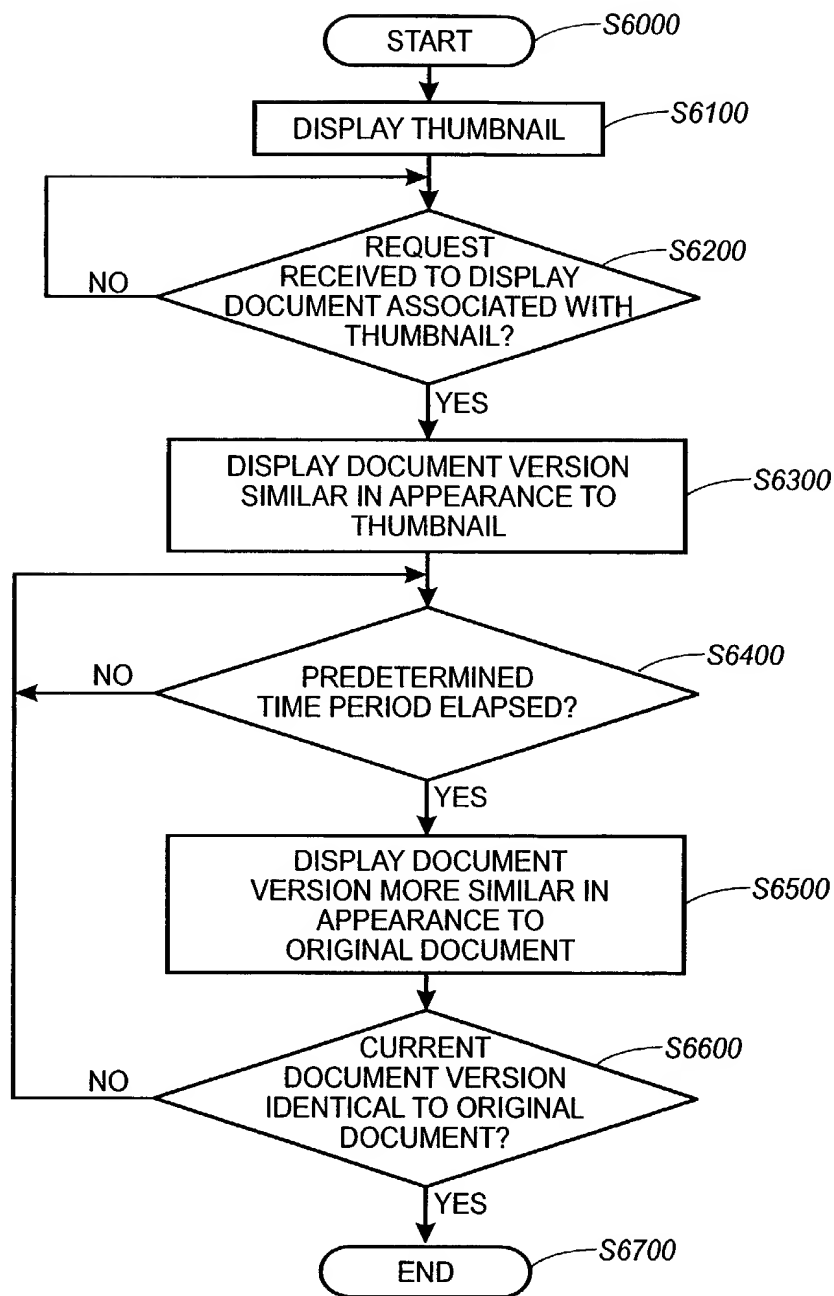 START
S6000
DISPLAY THUMBNAIL
S6100
REQUEST
RECEIVED TO DISPLAY
DOCUMENT ASSOCIATED WITH
THUMBNAIL?
S6200
NO
YES
DISPLAY DOCUMENT VERSION
SIMILAR IN APPEARANCE TO
THUMBNAIL
S6300
PREDETERMINED
TIME PERIOD ELAPSED?
S6400
NO
YES
DISPLAY DOCUMENT
VERSION MORE SIMILAR IN
APPEARANCE TO
ORIGINAL DOCUMENT
S6500
CURRENT
DOCUMENT VERSION
IDENTICAL TO ORIGINAL
DOCUMENT?
S6600
NO
YES
END
S6700